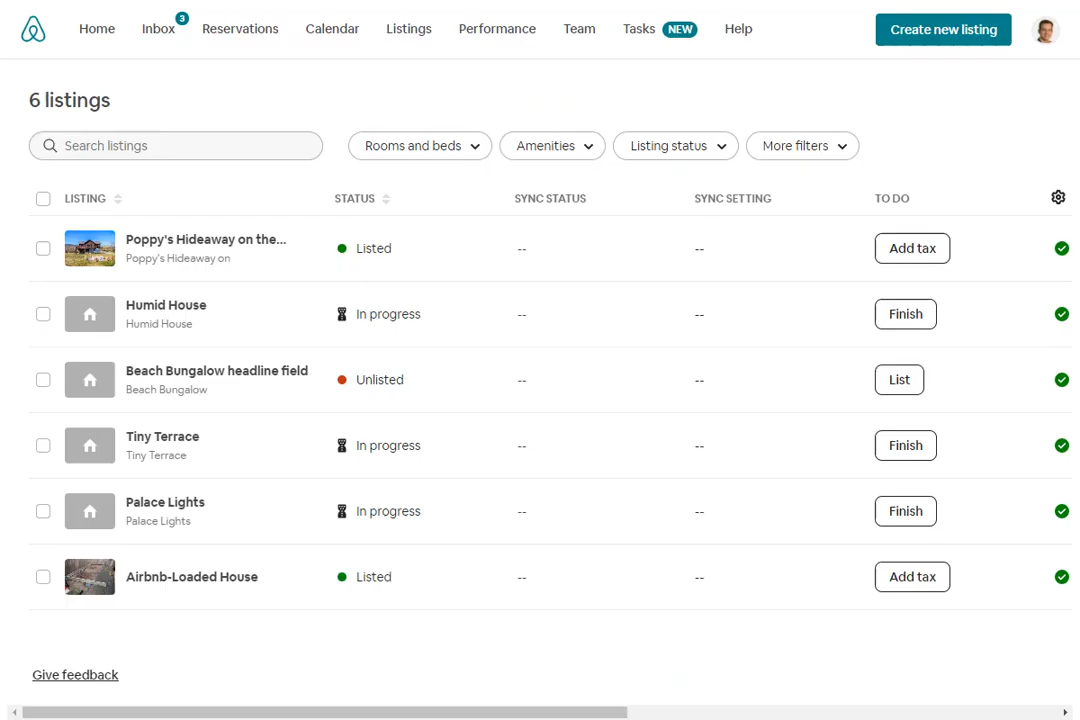 Home Inbox 3 Reservations Calendar Listings Performance Team Tasks NEW Help Create new listing
6 listings
Search listings Rooms and beds Amenities Listing status More filters
LISTING STATUS SYNC STATUS SYNC SETTING TO DO
Poppy's Hideaway on the...
Poppy's Hideaway on
Listed -- -- Add tax
Humid House
Humid House
In progress -- -- Finish
Beach Bungalow headline field
Beach Bungalow
Unlisted -- -- List
Tiny Terrace
Tiny Terrace
In progress -- -- Finish
Palace Lights
Palace Lights
In progress -- -- Finish
Airbnb-Loaded House Listed -- -- Add tax
Give feedback